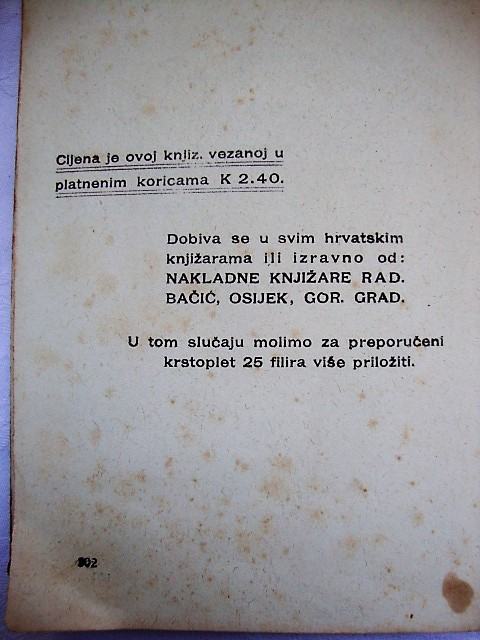 Cijena je ovoj knjiz. vezanoj u
platnenim koricama K 2.40.
Dobiva se u svim hrvatskim
knjižarama ili izravno od:
NAKLADNE KNJIŽARE RAD.
BAČIĆ, OSIJEK, GOR. GRAD.
U tom slučaju molimo za preporučeni
krstoplet 25 filira više priložiti.